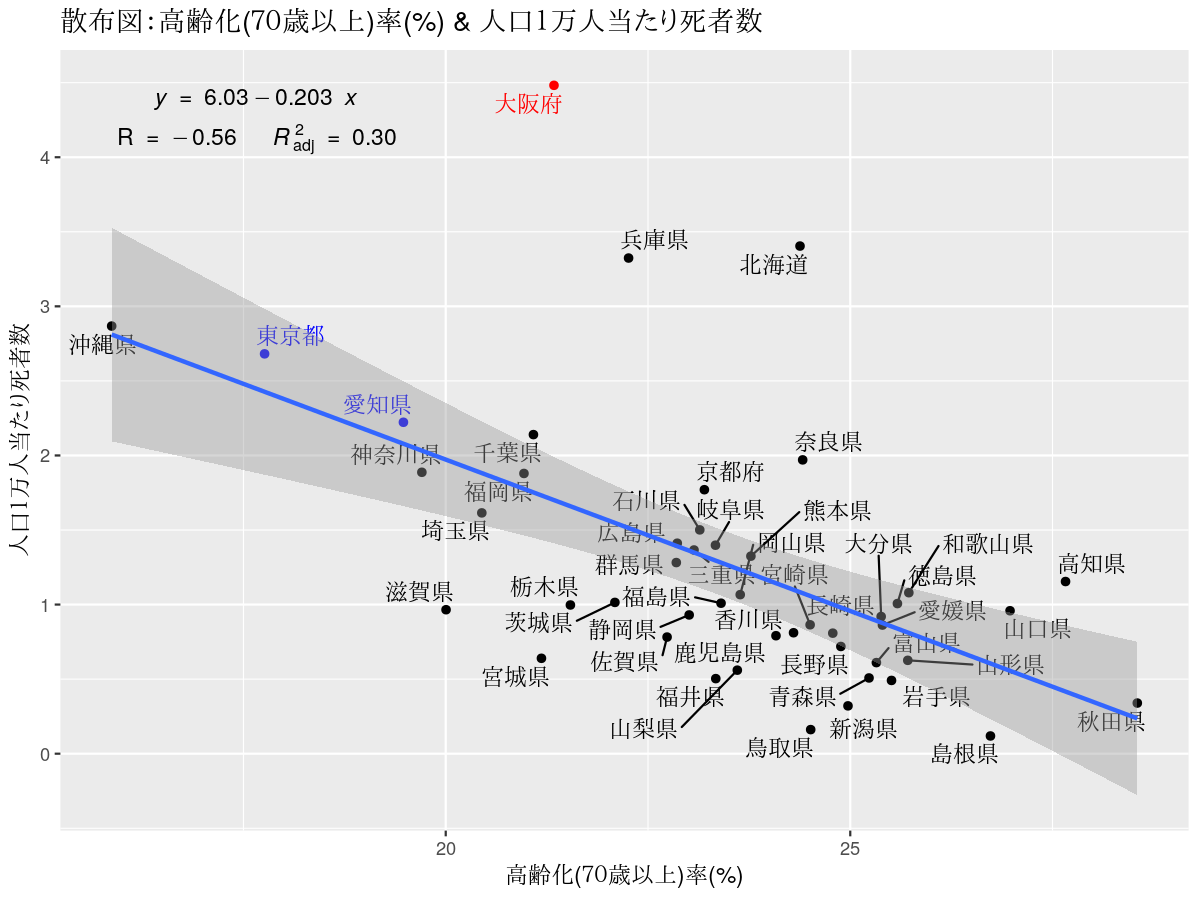 散布図：高齢化(70歳以上)率(%) & 人口1万人当たり死者数
y = 6.03 − 0.203 x
R = −0.56 R²adj = 0.30
大阪府
兵庫県
北海道
沖縄県
東京都
愛知県
神奈川県
千葉県
福岡県
埼玉県
奈良県
京都府
石川県
岐阜県
熊本県
広島県
岡山県
大分県
和歌山県
群馬県
三重県
宮崎県
徳島県
高知県
滋賀県
栃木県
福島県
長崎県
愛媛県
茨城県
静岡県
香川県
山口県
佐賀県
鹿児島県
長野県
富山県
山形県
宮城県
福井県
青森県
岩手県
山梨県
鳥取県
新潟県
島根県
秋田県
人口1万人当たり死者数
4
3
2
1
0
20
25
高齢化(70歳以上)率(%)